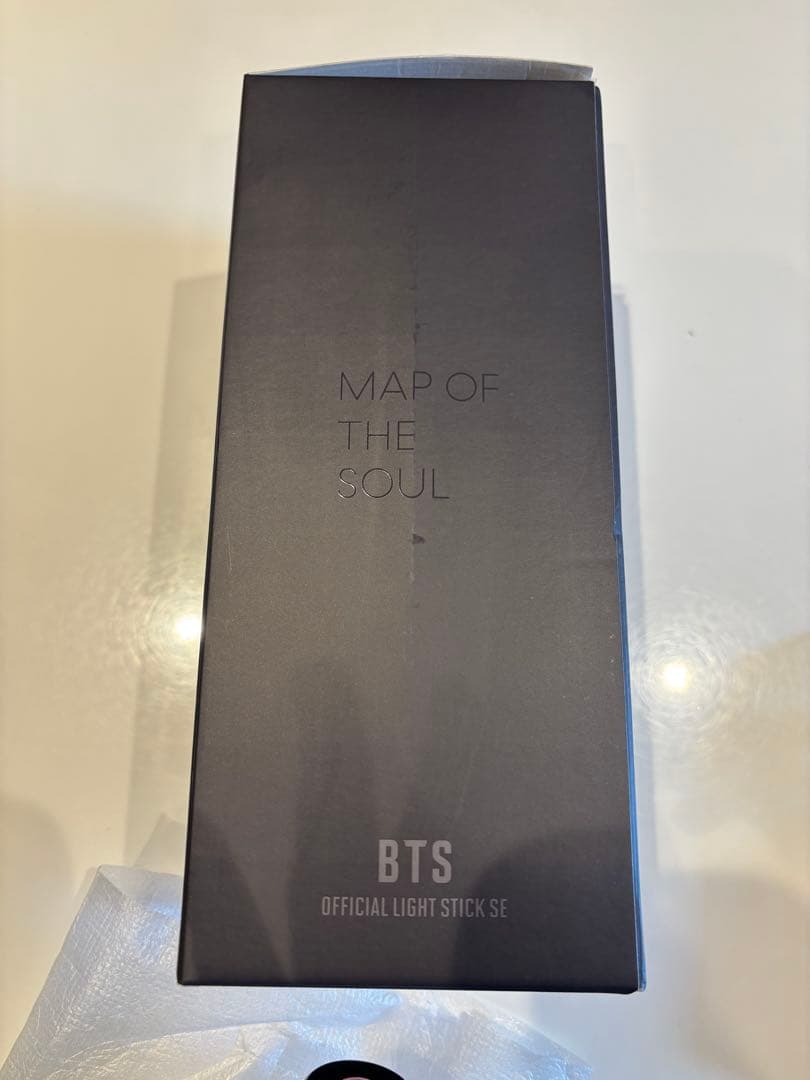 MAP OF
THE
SOUL
BTS
OFFICIAL LIGHT STICK SE